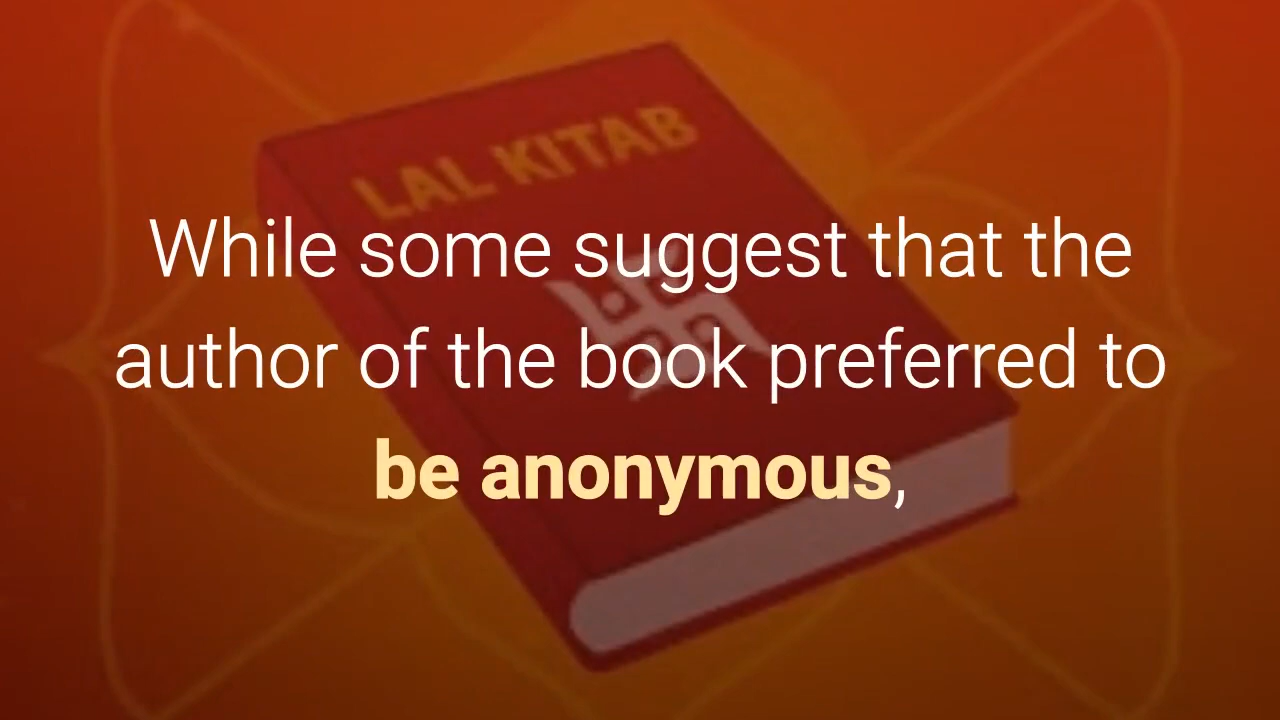 LAL KITAB
While some suggest that the
author of the book preferred to
be anonymous,